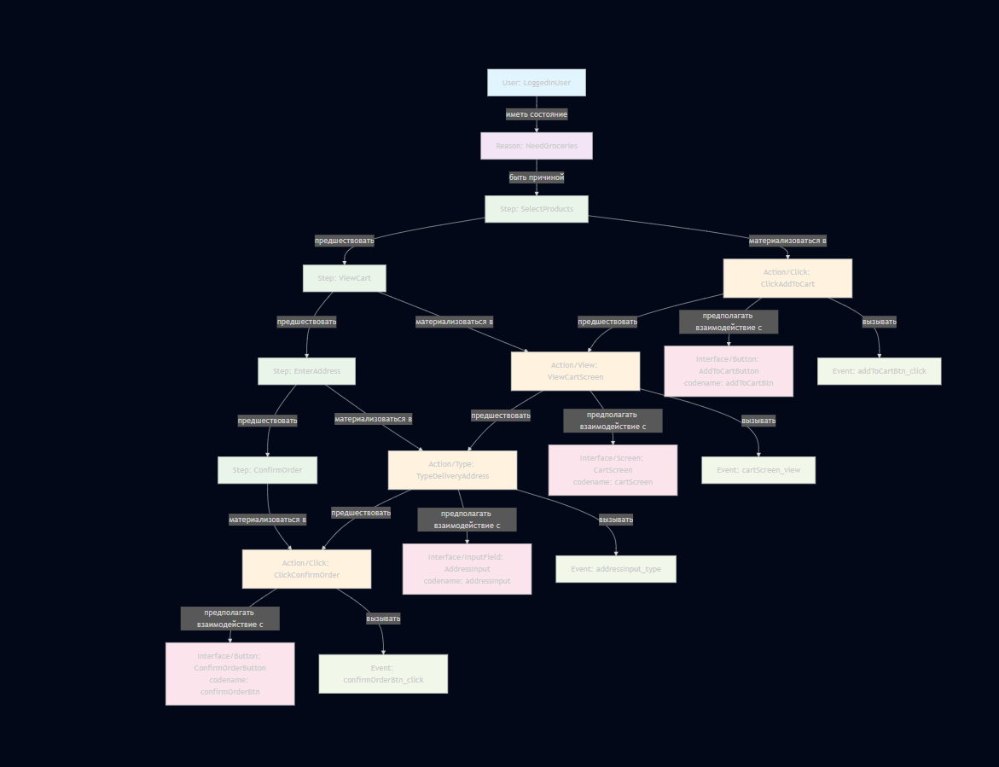 User: LoggedInUser
иметь состояние
Reason: NeedGroceries
быть причиной
Step: SelectProducts
предшествовать
материализоваться в
Step: ViewCart
Action/Click:
ClickAddToCart
предшествовать
материализоваться в
предшествовать
предполагать
взаимодействие с
вызывать
Step: EnterAddress
Action/View:
ViewCartScreen
Interface/Button:
AddToCartButton
codename: addToCartBtn
Event: addToCartBtn_click
предшествовать
материализоваться в
предшествовать
предполагать
взаимодействие с
вызывать
Step: ConfirmOrder
Action/Type:
TypeDeliveryAddress
Interface/Screen:
CartScreen
codename: cartScreen
Event: cartScreen_view
материализоваться в
предшествовать
предполагать
взаимодействие с
вызывать
Action/Click:
ClickConfirmOrder
Interface/InputField:
AddressInput
codename: addressInput
Event: addressInput_type
предполагать
взаимодействие с
вызывать
Interface/Button:
ConfirmOrderButton
codename:
confirmOrderBtn
Event:
confirmOrderBtn_click